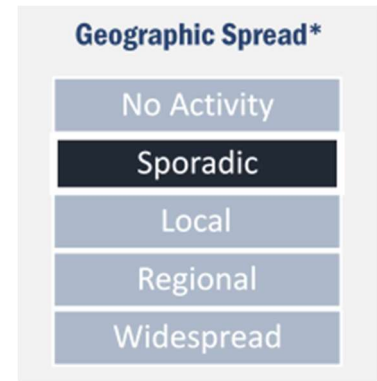 Geographic Spread*
No Activity
Sporadic
Local
Regional
Widespread